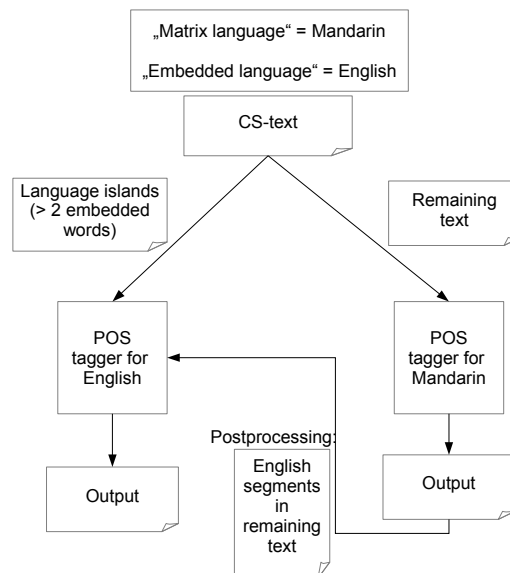 „Matrix language“ = Mandarin
„Embedded language“ = English
CS-text
Language islands
(> 2 embedded
words)
Remaining
text
POS
tagger for
English
POS
tagger for
Mandarin
Postprocessing:
English
segments
in
remaining
text
Output
Output